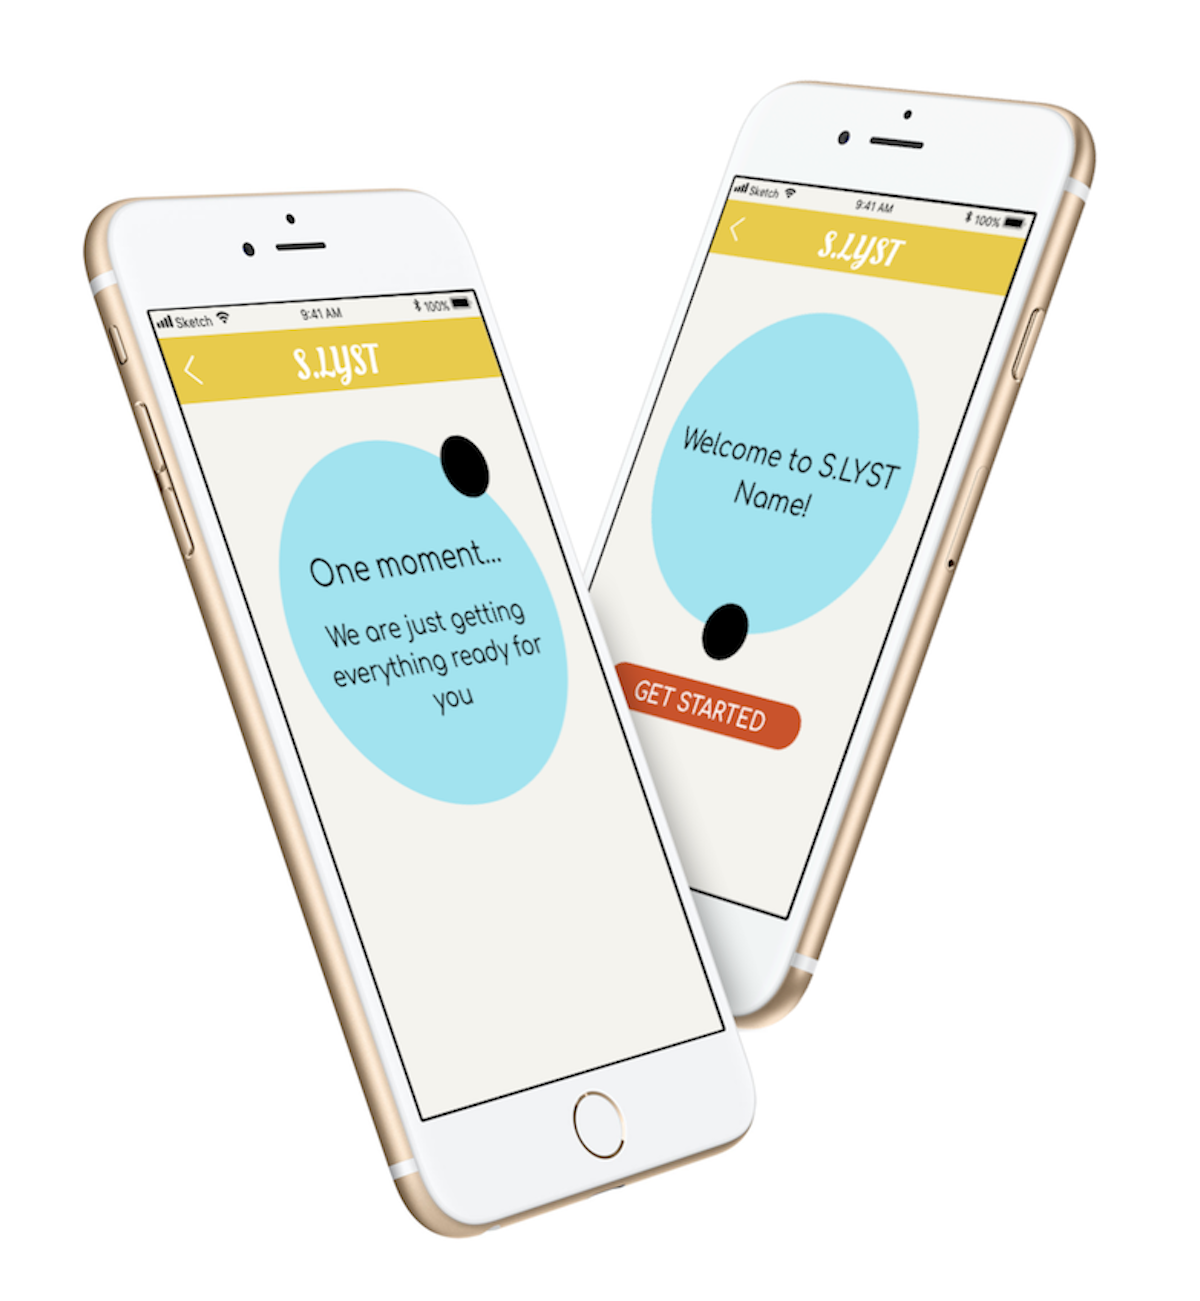 Sketch 9:41 AM 100%
S.LYST
One moment...
We are just getting
everything ready for
you
Sketch 9:41 AM 100%
S.LYST
Welcome to S.LYST
Name!
GET STARTED